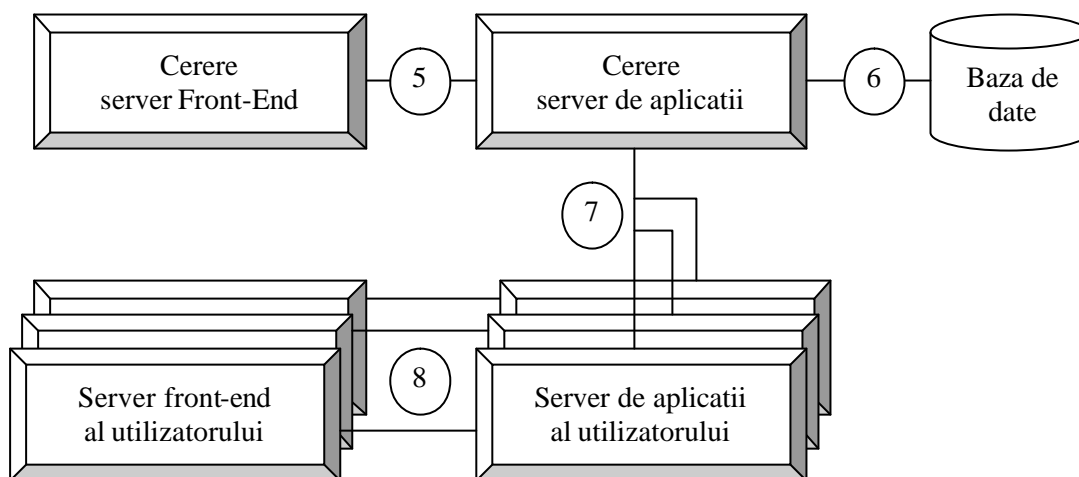 Cerere
server Front-End
5
Cerere
server de aplicatii
6
Baza de
date
7
8
Server front-end
al utilizatorului
Server de aplicatii
al utilizatorului